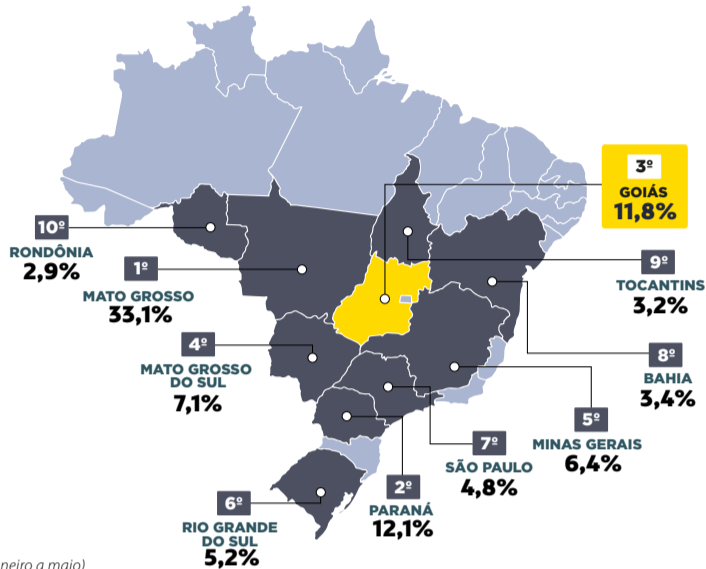 3º
GOIÁS
11,8%
10º
RONDÔNIA
2,9%
1º
MATO GROSSO
33,1%
9º
TOCANTINS
3,2%
4º
MATO GROSSO
DO SUL
7,1%
8º
BAHIA
3,4%
5º
MINAS GERAIS
6,4%
7º
SÃO PAULO
4,8%
2º
PARANÁ
12,1%
6º
RIO GRANDE
DO SUL
5,2%
neiro a maio)